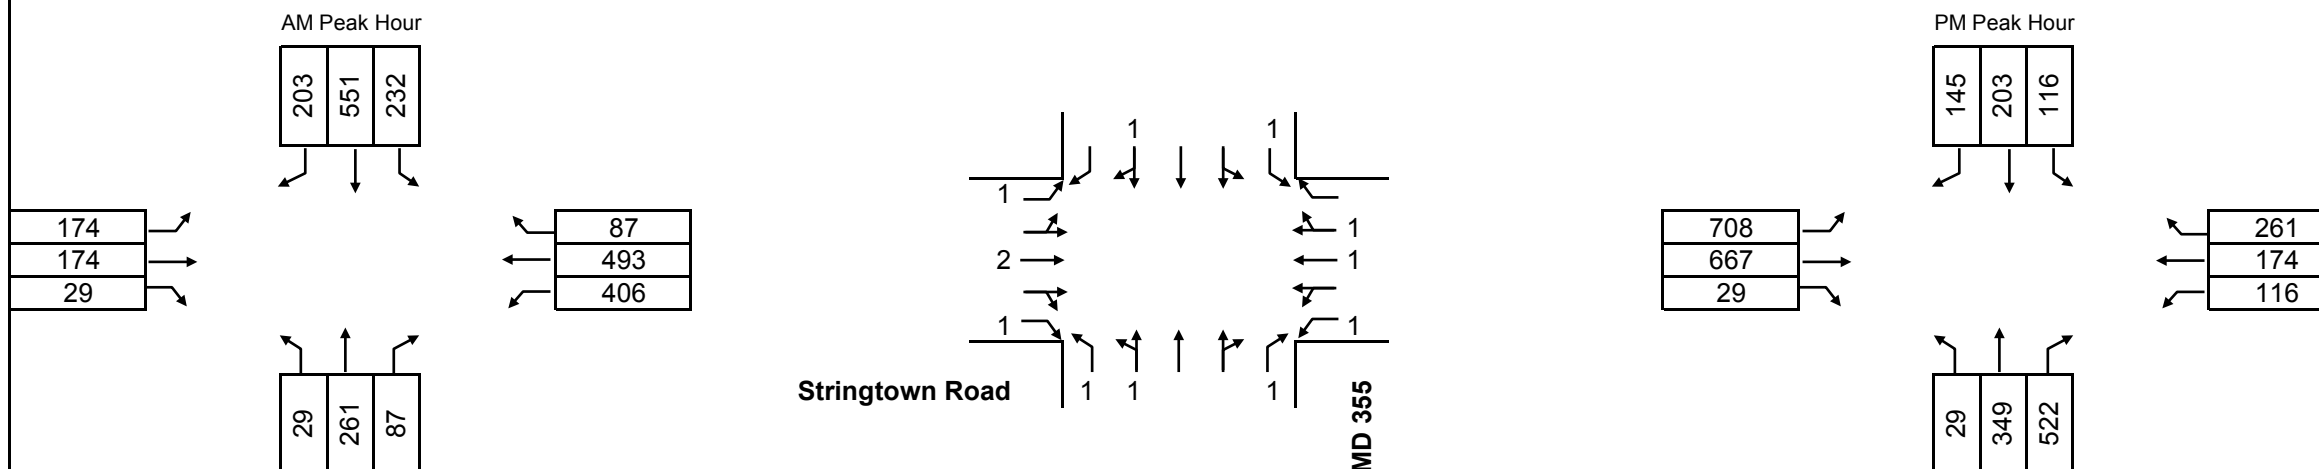 AM Peak Hour
PM Peak Hour
203 551 232
145 203 116
1 1
1
174
174
29
87
493
406
1
2 1
1 1
708
667
29
261
174
116
Stringtown Road
1 1 1
MD 355
29 261 87
29 349 522